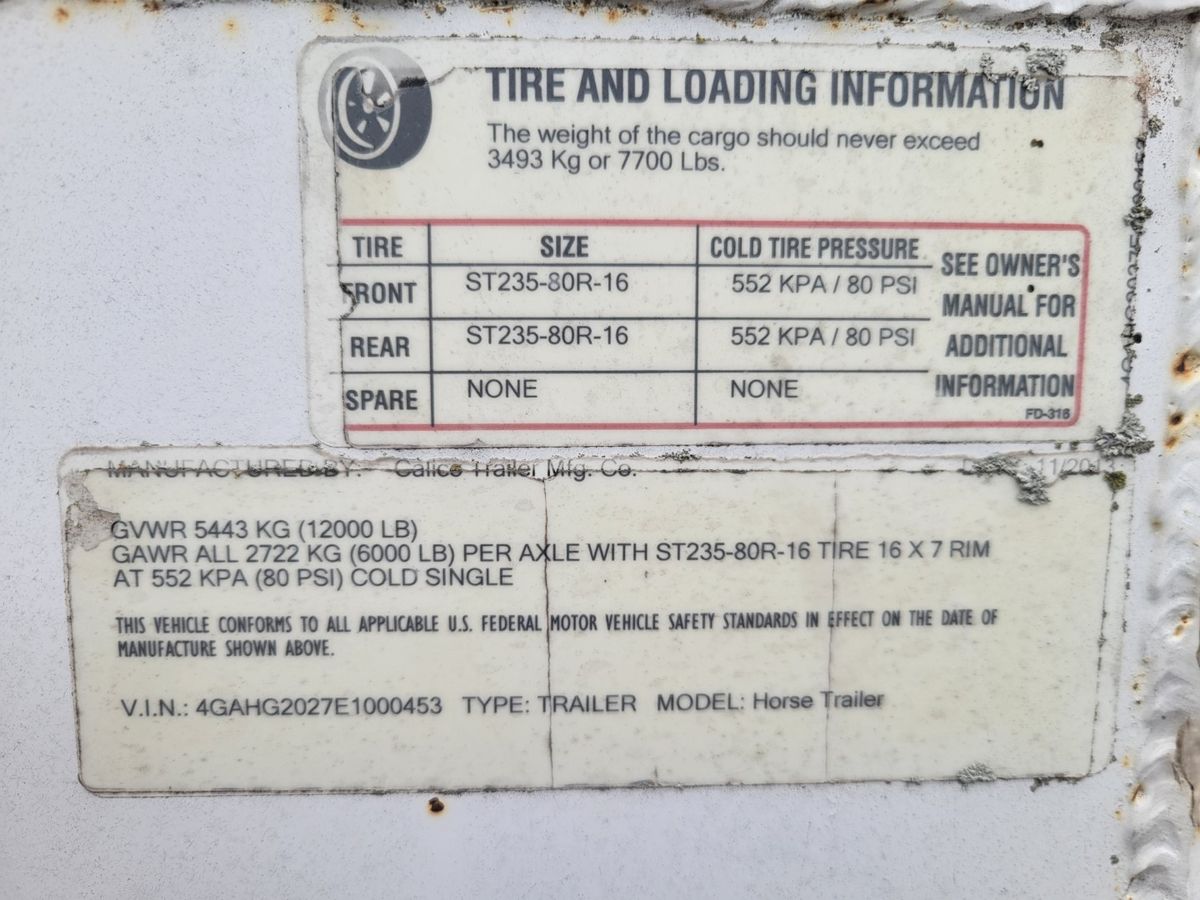 TIRE AND LOADING INFORMATION
The weight of the cargo should never exceed
3493 Kg or 7700 Lbs.
TIRE SIZE COLD TIRE PRESSURE SEE OWNER'S MANUAL FOR ADDITIONAL INFORMATION
FRONT ST235-80R-16 552 KPA / 80 PSI
REAR ST235-80R-16 552 KPA / 80 PSI
SPARE NONE NONE
FD-316
MANUFACTURED BY: Calico Trailer Mfg. Co. 11/2013
GVWR 5443 KG (12000 LB)
GAWR ALL 2722 KG (6000 LB) PER AXLE WITH ST235-80R-16 TIRE 16 X 7 RIM
AT 552 KPA (80 PSI) COLD SINGLE
THIS VEHICLE CONFORMS TO ALL APPLICABLE U.S. FEDERAL MOTOR VEHICLE SAFETY STANDARDS IN EFFECT ON THE DATE OF
MANUFACTURE SHOWN ABOVE.
V.I.N.: 4GAHG2027E1000453 TYPE: TRAILER MODEL: Horse Trailer